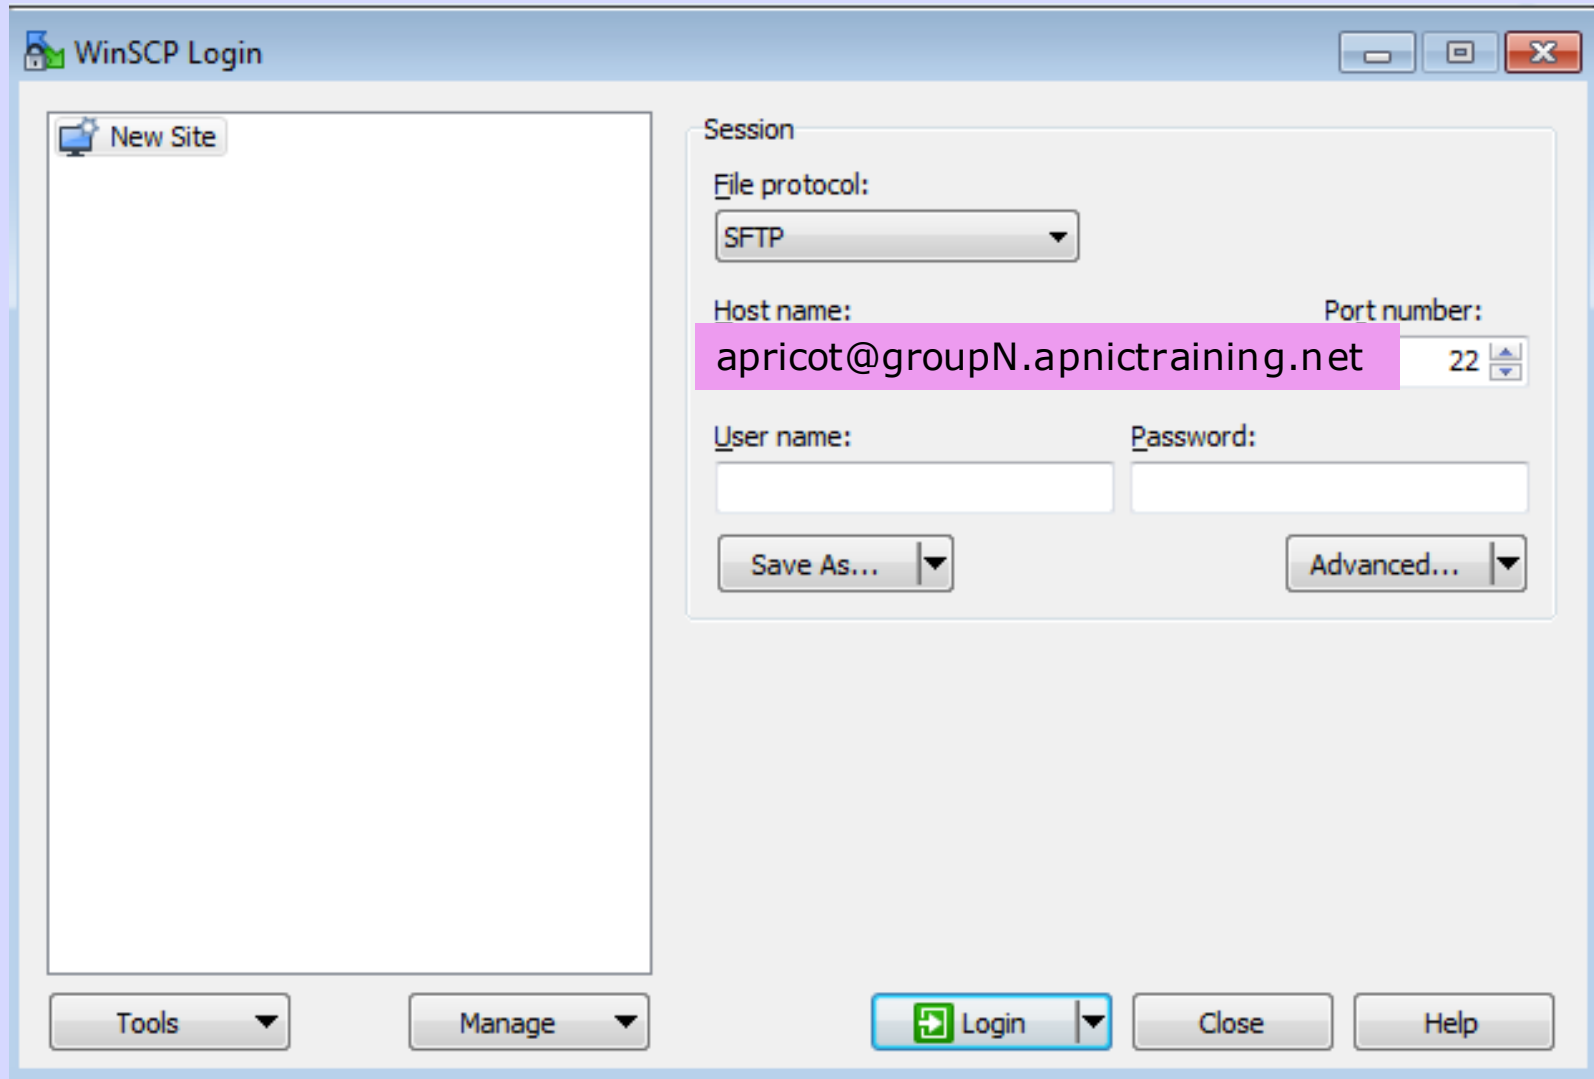 WinSCP Login
New Site
Session
File protocol:
SFTP
Host name:
Port number:
apricot@groupN.apnictraining.net
22
User name:
Password:
Save As...
Advanced...
Tools
Manage
Login
Close
Help